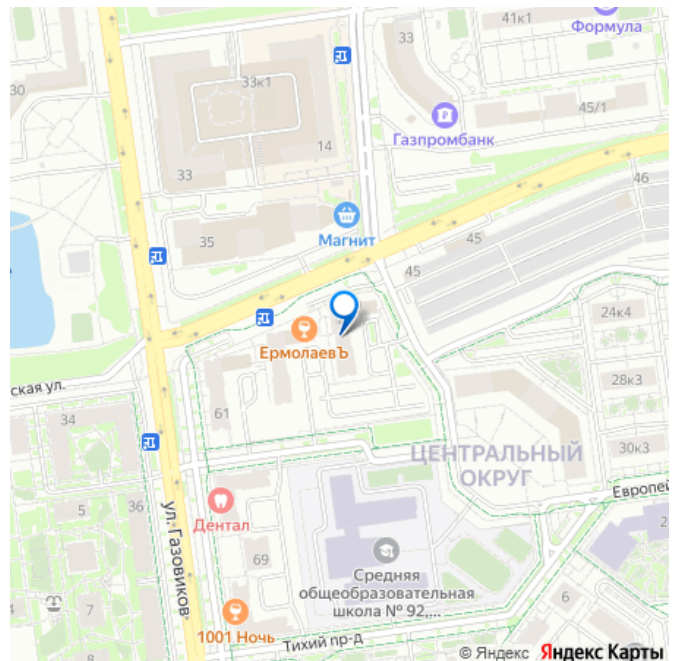 41к1
Формула
30
33к1
33
45/1
Газпромбанк
14
33
46
35
Магнит
45
45
24к4
ЕрмолаевЪ
ская ул.
28к3
34
61
30к3
ЦЕНТРАЛЬНЫЙ
ОКРУГ
Европей
5
36
Дентал
ул. Газовиков
2
69
Средняя
общеобразовательная
школа № 92,...
7
6
1001 Ночь
Тихий пр-д
© Яндекс Яндекс Карты